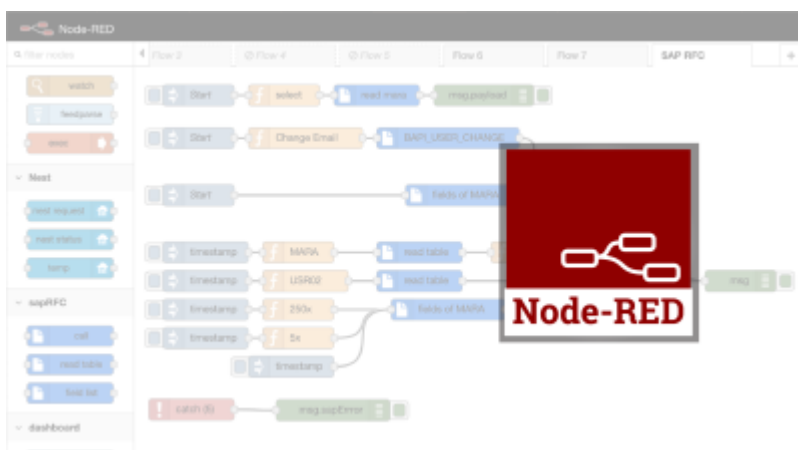 Node-RED
filter nodes
Flow 3
Flow 4
Flow 5
Flow 6
Flow 7
SAP RFC
+
watch
feedparse
Start
select
read mara
msg.payload
Start
Change Email
BAPI_USER_CHANGE
Nest
Start
fields of MARA
nest request
nest status
timestamp
MARA
read table
temp
timestamp
USR02
read table
msg
sapRFC
timestamp
250x
fields of MARA
Node-RED
call
timestamp
5x
read table
timestamp
field list
catch (6)
msg.sapError
dashboard